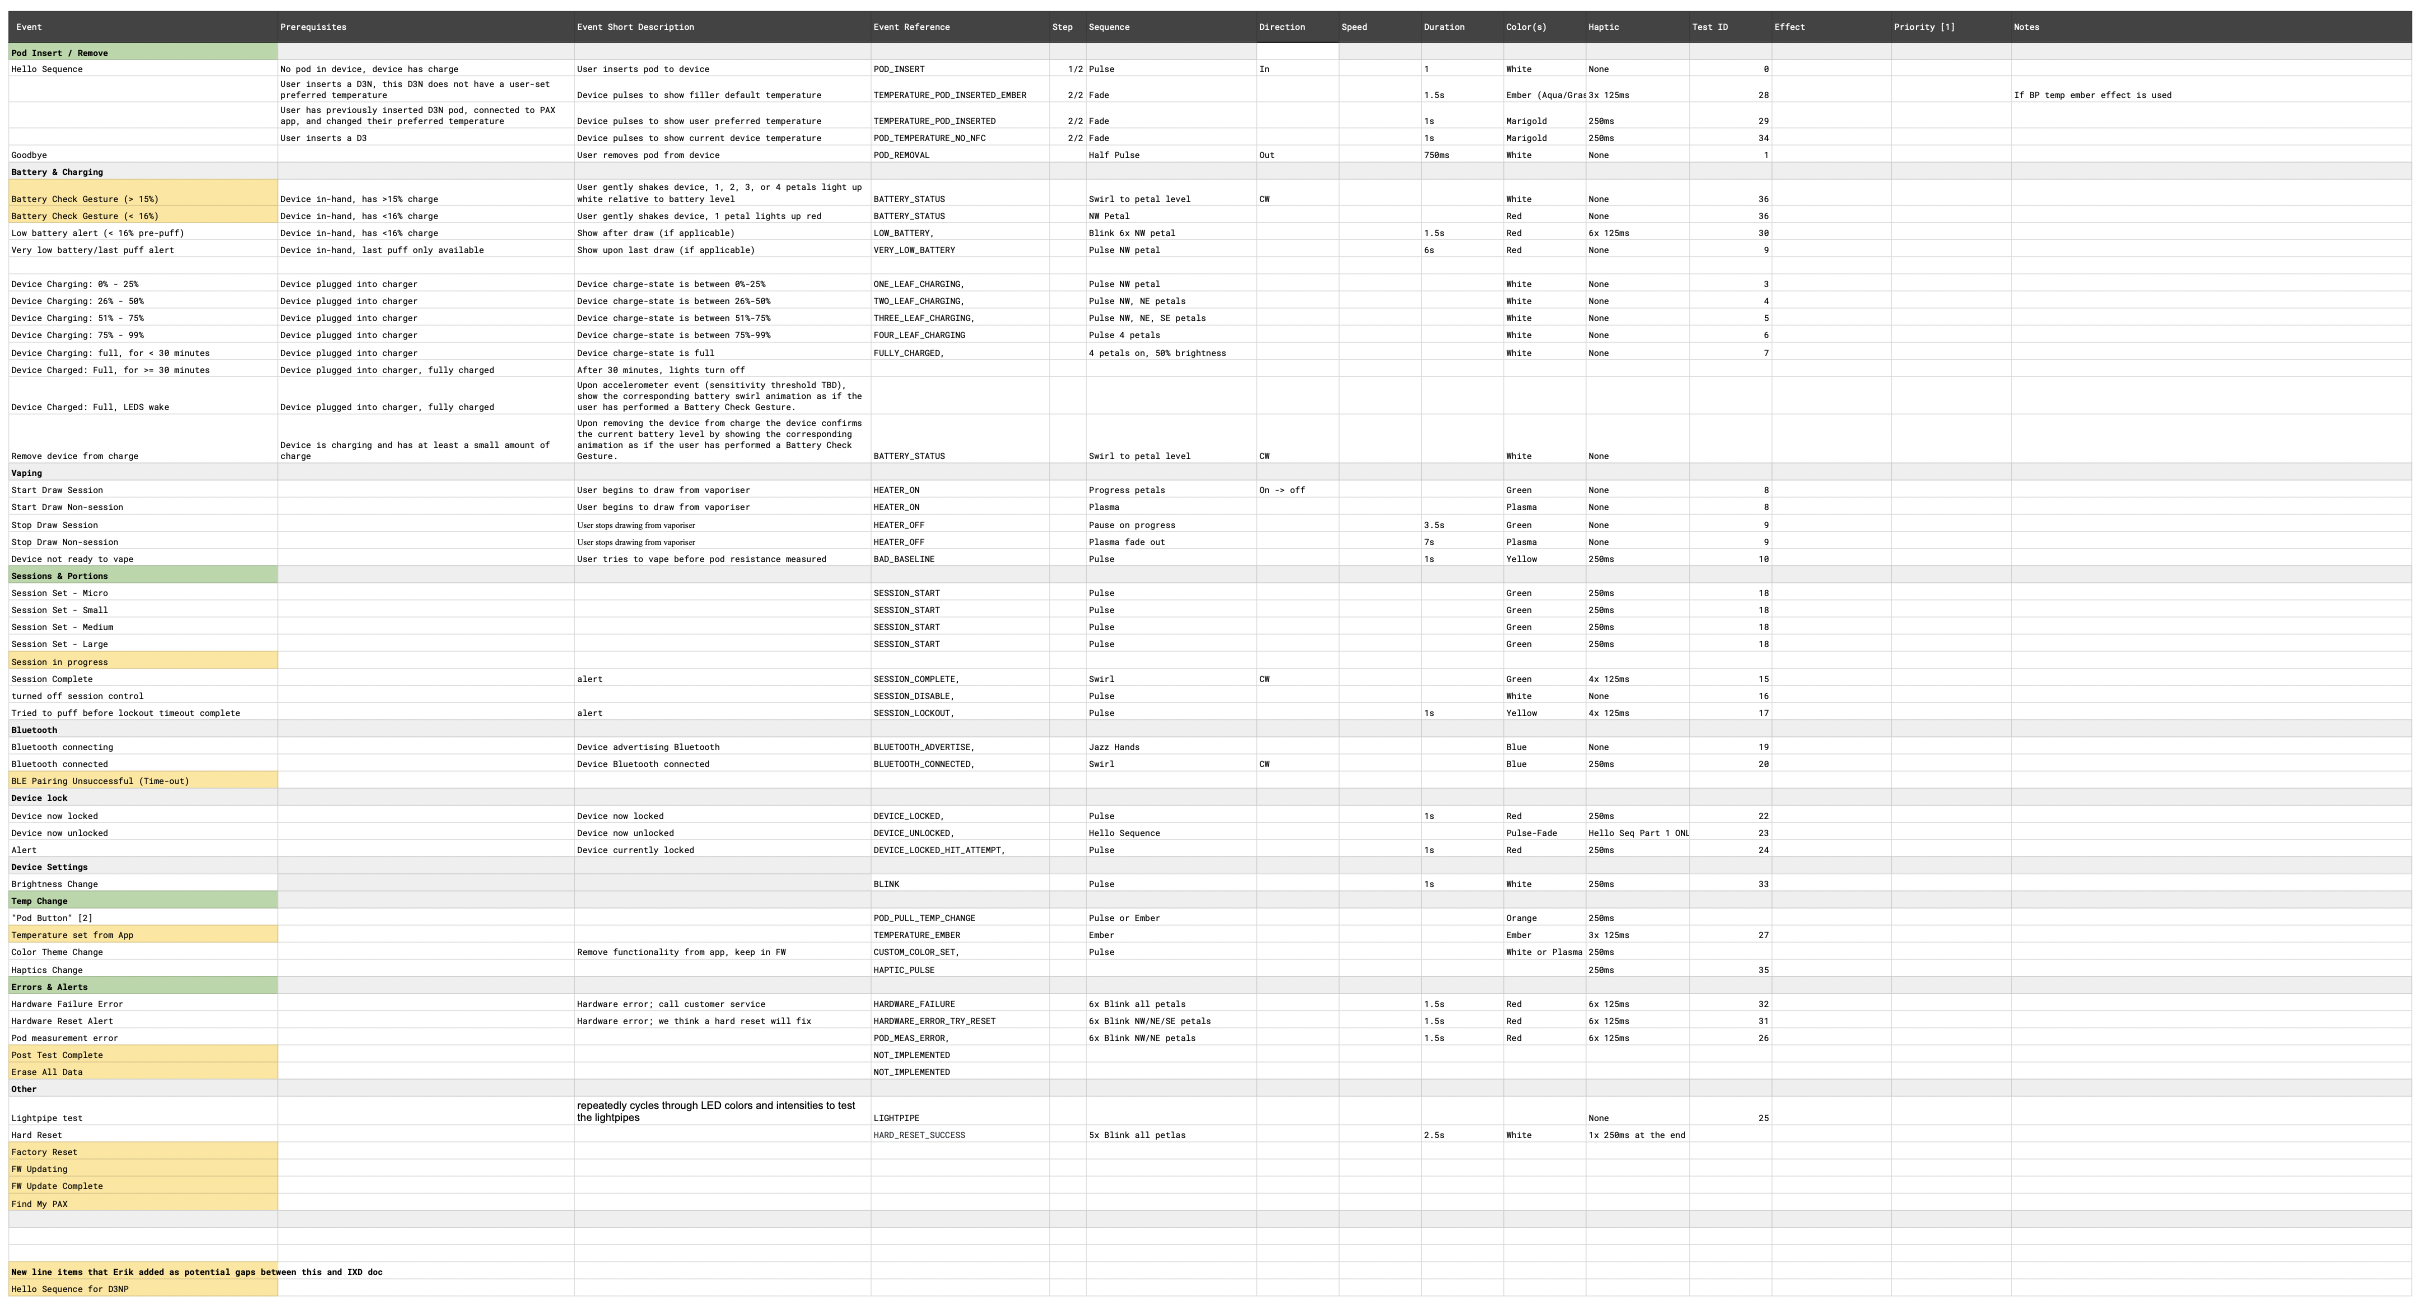 Event Prerequisites Event Short Description Event Reference Step Sequence Direction Speed Duration Color(s) Haptic Test ID Effect Priority [1] Notes
Pod Insert / Remove
Hello Sequence No pod in device, device has charge User inserts pod to device POD_INSERT 1/2 Pulse In 1 White None 0
User inserts a D3N, this D3N does not have a user-set
preferred temperature Device pulses to show filler default temperature TEMPERATURE_POD_INSERTED_EMBER 2/2 Fade 1.5s Ember (Aqua/Gras 3x 125ms 28 If BP temp ember effect is used
User has previously inserted D3N pod, connected to PAX
app, and changed their preferred temperature Device pulses to show user preferred temperature TEMPERATURE_POD_INSERTED 2/2 Fade 1s Marigold 250ms 29
User inserts a D3 Device pulses to show current device temperature POD_TEMPERATURE_NO_NFC 2/2 Fade 1s Marigold 250ms 34
Goodbye User removes pod from device POD_REMOVAL Half Pulse Out 750ms White None 1
Battery & Charging
User gently shakes device, 1, 2, 3, or 4 petals light up
Battery Check Gesture (> 15%) Device in-hand, has >15% charge white relative to battery level BATTERY_STATUS Swirl to petal level CW White None 36
Battery Check Gesture (< 16%) Device in-hand, has <16% charge User gently shakes device, 1 petal lights up red BATTERY_STATUS NW Petal Red None 36
Low battery alert (< 16% pre-puff) Device in-hand, has <16% charge Show after draw (if applicable) LOW_BATTERY, Blink 6x NW petal 1.5s Red 6x 125ms 30
Very low battery/last puff alert Device in-hand, last puff only available Show upon last draw (if applicable) VERY_LOW_BATTERY Pulse NW petal 6s Red None 9
Device Charging: 0% - 25% Device plugged into charger Device charge-state is between 0%-25% ONE_LEAF_CHARGING, Pulse NW petal White None 3
Device Charging: 26% - 50% Device plugged into charger Device charge-state is between 26%-50% TWO_LEAF_CHARGING, Pulse NW, NE petals White None 4
Device Charging: 51% - 75% Device plugged into charger Device charge-state is between 51%-75% THREE_LEAF_CHARGING, Pulse NW, NE, SE petals White None 5
Device Charging: 75% - 99% Device plugged into charger Device charge-state is between 75%-99% FOUR_LEAF_CHARGING Pulse 4 petals White None 6
Device Charging: full, for < 30 minutes Device plugged into charger Device charge-state is full FULLY_CHARGED, 4 petals on, 50% brightness White None 7
Device Charged: Full, for >= 30 minutes Device plugged into charger, fully charged After 30 minutes, lights turn off
Upon accelerometer event (sensitivity threshold TBD),
show the corresponding battery swirl animation as if the
Device Charged: Full, LEDS wake Device plugged into charger, fully charged user has performed a Battery Check Gesture.
Upon removing the device from charge the device confirms
the current battery level by showing the corresponding
Device is charging and has at least a small amount of animation as if the user has performed a Battery Check
Remove device from charge charge Gesture. BATTERY_STATUS Swirl to petal level CW White None
Vaping
Start Draw Session User begins to draw from vaporiser HEATER_ON Progress petals On -> off Green None 8
Start Draw Non-session User begins to draw from vaporiser HEATER_ON Plasma Plasma None 8
Stop Draw Session User stops drawing from vaporiser HEATER_OFF Pause on progress 3.5s Green None 9
Stop Draw Non-session User stops drawing from vaporiser HEATER_OFF Plasma fade out 7s Plasma None 9
Device not ready to vape User tries to vape before pod resistance measured BAD_BASELINE Pulse 1s Yellow 250ms 10
Sessions & Portions
Session Set - Micro SESSION_START Pulse Green 250ms 18
Session Set - Small SESSION_START Pulse Green 250ms 18
Session Set - Medium SESSION_START Pulse Green 250ms 18
Session Set - Large SESSION_START Pulse Green 250ms 18
Session in progress
Session Complete alert SESSION_COMPLETE, Swirl CW Green 4x 125ms 15
turned off session control SESSION_DISABLE, Pulse White None 16
Tried to puff before lockout timeout complete alert SESSION_LOCKOUT, Pulse 1s Yellow 4x 125ms 17
Bluetooth
Bluetooth connecting Device advertising Bluetooth BLUETOOTH_ADVERTISE, Jazz Hands Blue None 19
Bluetooth connected Device Bluetooth connected BLUETOOTH_CONNECTED, Swirl CW Blue 250ms 20
BLE Pairing Unsuccessful (Time-out)
Device lock
Device now locked Device now locked DEVICE_LOCKED, Pulse 1s Red 250ms 22
Device now unlocked Device now unlocked DEVICE_UNLOCKED, Hello Sequence Pulse-Fade Hello Seq Part 1 ONL 23
Alert Device currently locked DEVICE_LOCKED_HIT_ATTEMPT, Pulse 1s Red 250ms 24
Device Settings
Brightness Change BLINK Pulse 1s White 250ms 33
Temp Change
"Pod Button" [2] POD_PULL_TEMP_CHANGE Pulse or Ember Orange 250ms
Temperature set from App TEMPERATURE_EMBER Ember Ember 3x 125ms 27
Color Theme Change Remove functionality from app, keep in FW CUSTOM_COLOR_SET, Pulse White or Plasma 250ms
Haptics Change HAPTIC_PULSE 250ms 35
Errors & Alerts
Hardware Failure Error Hardware error; call customer service HARDWARE_FAILURE 6x Blink all petals 1.5s Red 6x 125ms 32
Hardware Reset Alert Hardware error; we think a hard reset will fix HARDWARE_ERROR_TRY_RESET 6x Blink NW/NE/SE petals 1.5s Red 6x 125ms 31
Pod measurement error POD_MEAS_ERROR, 6x Blink NW/NE petals 1.5s Red 6x 125ms 26
Post Test Complete NOT_IMPLEMENTED
Erase All Data NOT_IMPLEMENTED
Other
repeatedly cycles through LED colors and intensities to test
Lightpipe test the lightpipes LIGHTPIPE None 25
Hard Reset HARD_RESET_SUCCESS 5x Blink all petlas 2.5s White 1x 250ms at the end
Factory Reset
FW Updating
FW Update Complete
Find My PAX
New line items that Erik added as potential gaps between this and IXD doc
Hello Sequence for D3NP